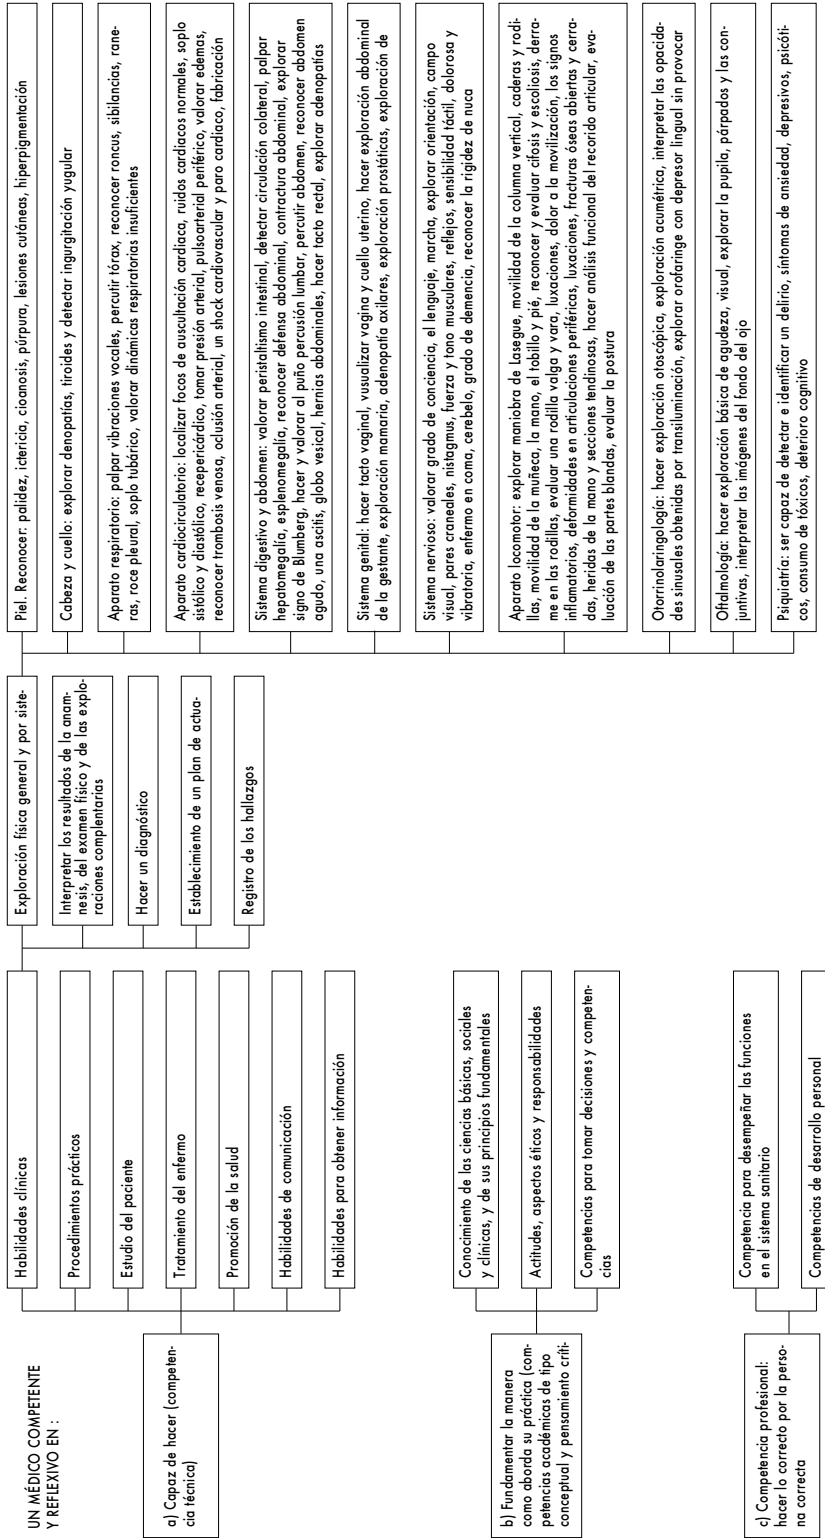 UN MÉDICO COMPETENTE
Y REFLEXIVO EN :
a) Capaz de hacer (competen-
cia técnica)
Habilidades clínicas
Procedimientos prácticos
Estudio del paciente
Tratamiento del enfermo
Promoción de la salud
Habilidades de comunicación
Habilidades para obtener información
Exploración física general y por siste-
Interpretar los resultados de la anam-
nesis, del examen físico y de las explo-
raciones complentarias
Hacer un diagnóstico
Establecimiento de un plan de actua-
Registro de los hallazgos
Piel. Reconocer: palidez, ictericia, cioanosis, púrpura, lesiones cutáneas, hiperpigmentación
Cabeza y cuello: explorar denopatías, tiroides y detectar ingurgitación yugular
Aparato respiratorio: palpar vibraciones vocales, percutir tórax, reconocer roncus, sibilancias, rane-
ras, roce pleural, soplo tubárico, valorar dinámicas respiratorias insuficientes
Aparato cardiocirculatorio: localizar focos de auscultación cardiaca, ruidos cardiacos normales, soplo
sistólico y diastólico, recepericárdico, tomar presión arterial, pulsoarterial periférico, valorar edemas,
reconocer trombosis venosa, oclusión arterial, un shock cardiovascular y paro cardiaco, fabricación
Sistema digestivo y abdomen: valorar peristaltismo intestinal, detectar circulación colateral, palpar
hepatomegalía, esplenomegalía, reconocer defensa abdominal, contractura abdominal, explorar
signo de Blumberg, hacer y valorar al puño percusión lumbar, percutir abdomen, reconocer abdomen
agudo, una ascitis, globo vesical, hernias abdominales, hacer tacto rectal, explorar adenopatías
Sistema genital: hacer tacto vaginal, vusualizar vagina y cuello uterino, hacer exploración abdominal
de la gestante, exploración mamaria, adenopatía axilares, exploración prostáticas, exploración de
Sistema nervioso: valorar grado de conciencia, el lenguaje, marcha, explorar orientación, campo
visual, pares craneales, nistagmus, fuerza y tono musculares, reflejos, sensibilidad táctil, dolorosa y
vibratoria, enfermo en coma, cerebelo, grado de demencia, reconocer la rigidez de nuca
Aparato locomotor: explorar maniobra de Lasegue, movilidad de la columna vertical, caderas y rodi-
llas, movilidad de la muñeca, la mano, el tobillo y pié, reconocer y evaluar cifosis y escoliosis, derra-
me en las rodillas, evaluar una rodilla valga y vara, luxaciones, dolor a la movilización, los signos
inflamatorios, deformidades en articulaciones periféricas, luxaciones, fracturas óseas abiertas y cerra-
das, heridas de la mano y secciones tendinosas, hacer análisis funcional del recorrido articular, eva-
luación de las partes blandas, evaluar la postura
Otorrinolaringología: hacer exploración otoscópica, exploración acumétrica, interpretar las opacida-
des sinusales obtenidas por transiluminación, explorar orofaringe con depresor lingual sin provocar
Oftalmología: hacer exploración básica de agudeza, visual, explorar la pupila, párpados y las con-
juntivas, interpretar las imágenes del fondo del ojo
Psiquiatría: ser capaz de detectar e identificar un delirio, síntomas de ansiedad, depresivos, psicóti-
cos, consumo de tóxicos, deterioro cognitivo
b) Fundamentar la manera
como aborda su práctica (com-
petencias académicas de tipo
conceptual y pensamiento críti-
Conocimiento de las ciencias básicas, sociales
y clínicas, y de sus principios fundamentales
Actitudes, aspectos éticos y responsabilidades
Competencias para tomar decisiones y competen-
cias
c) Competencia profesional:
hacer lo correcto por la perso-
na correcta
Competencia para desempeñar las funciones
en el sistema sanitario
Competencias de desarrollo personal